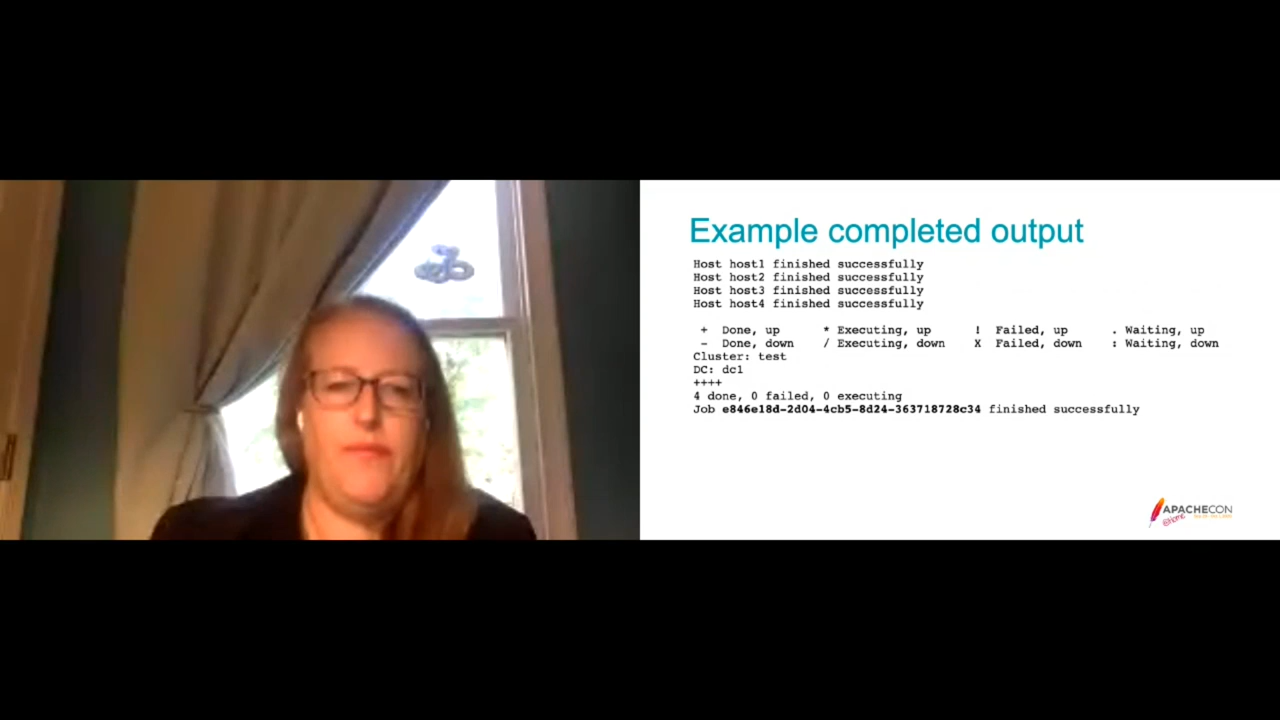 Example completed output
Host host1 finished successfully
Host host2 finished successfully
Host host3 finished successfully
Host host4 finished successfully
+ Done, up * Executing, up ! Failed, up . Waiting, up
- Done, down / Executing, down X Failed, down : Waiting, down
Cluster: test
DC: dc1
++++
4 done, 0 failed, 0 executing
Job e846e18d-2d04-4cb5-8d24-363718728c34 finished successfully
APACHECON
@Home